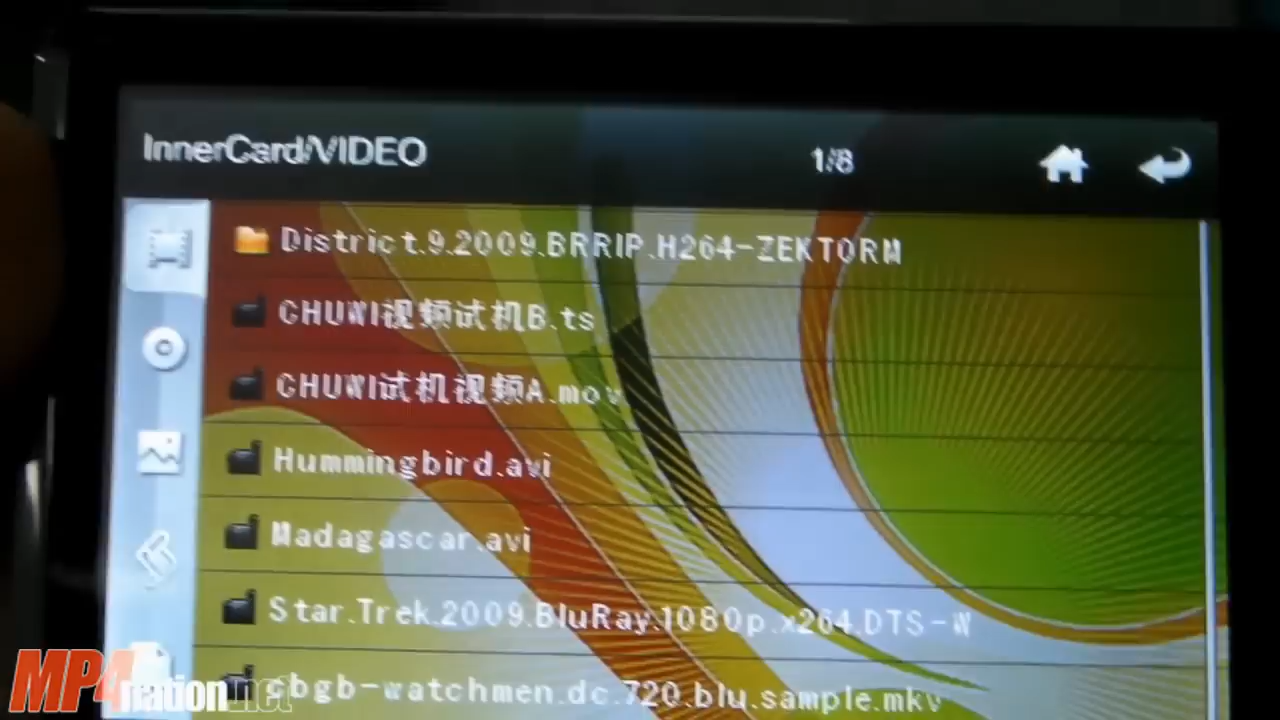 InnerCard/VIDEO
1/8
District.9.2009.BRRIP.H264-ZEKTORM
CHUWI视频试机B.ts
CHUWI试机视频A.mov
Hummingbird.avi
Madagascar.avi
Star.Trek.2009.BluRay.1080p.x264.DTS-W
cbgb-watchmen.dc.720.blu.sample.mkv
MP4nation.net